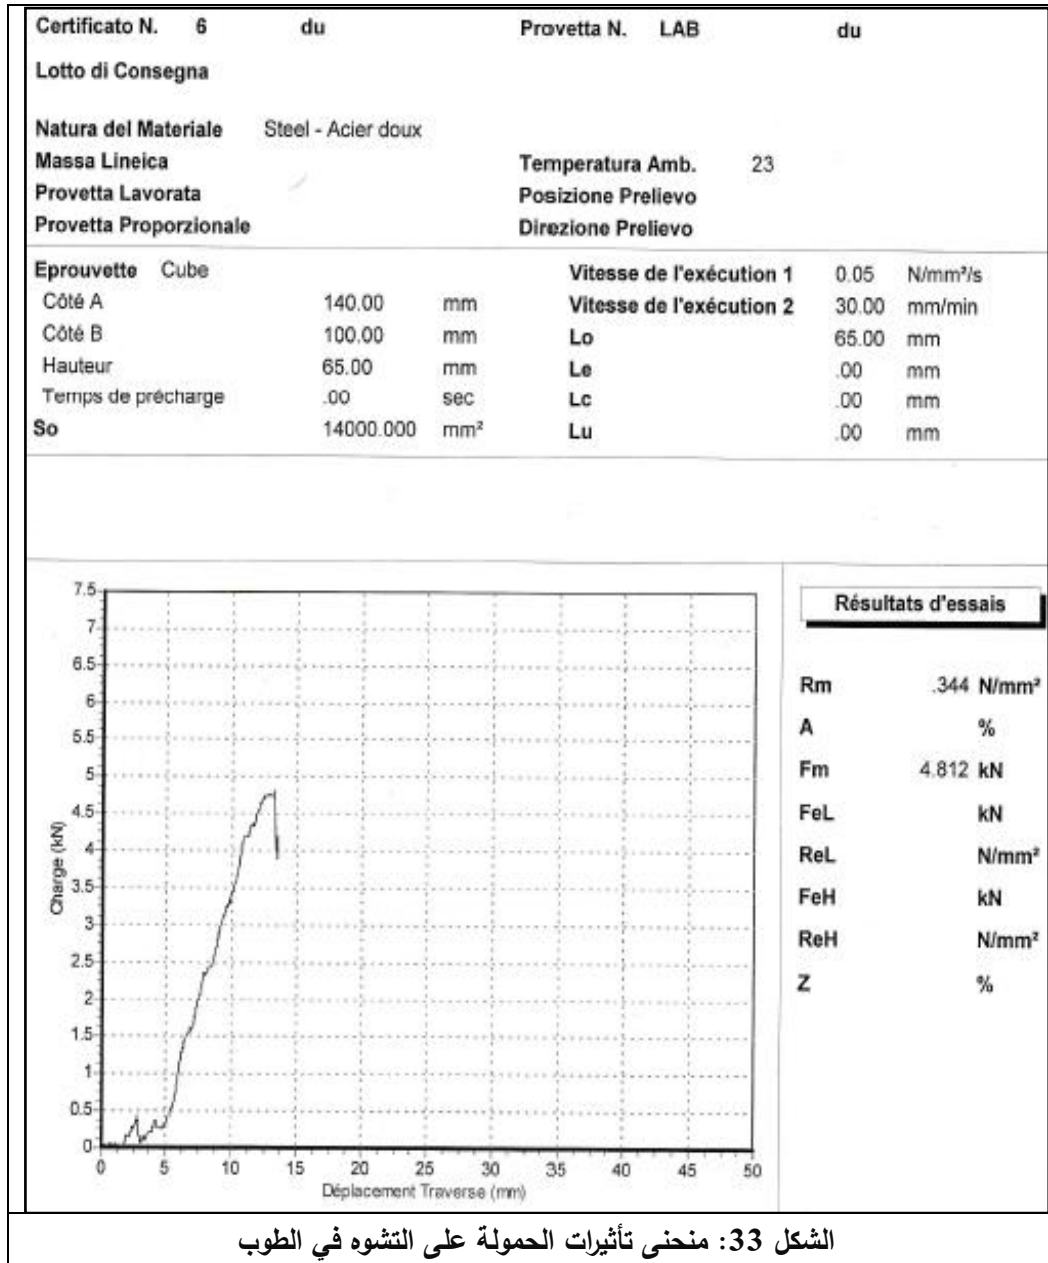 Certificato N. 6 du Provetta N. LAB du
Lotto di Consegna
Natura del Materiale Steel - Acier doux
Massa Lineica Temperatura Amb. 23
Provetta Lavorata Posizione Prelievo
Provetta Proporzionale Direzione Prelievo
Eprouvette Cube Vitesse de l'exécution 1 0.05 N/mm²/s
Côté A 140.00 mm Vitesse de l'exécution 2 30.00 mm/min
Côté B 100.00 mm Lo 65.00 mm
Hauteur 65.00 mm Le .00 mm
Temps de précharge .00 sec Lc .00 mm
So 14000.000 mm² Lu .00 mm
7.5
7
6.5
6
5.5
5
4.5
4
3.5
3
2.5
2
1.5
1
0.5
0
Charge (kN)
0 5 10 15 20 25 30 35 40 45 50
Déplacement Traverse (mm)
Résultats d'essais
Rm .344 N/mm²
A %
Fm 4.812 kN
FeL kN
ReL N/mm²
FeH kN
ReH N/mm²
Z %
الشكل 33: منحنى تأثيرات الحمولة على التشوه في الطوب